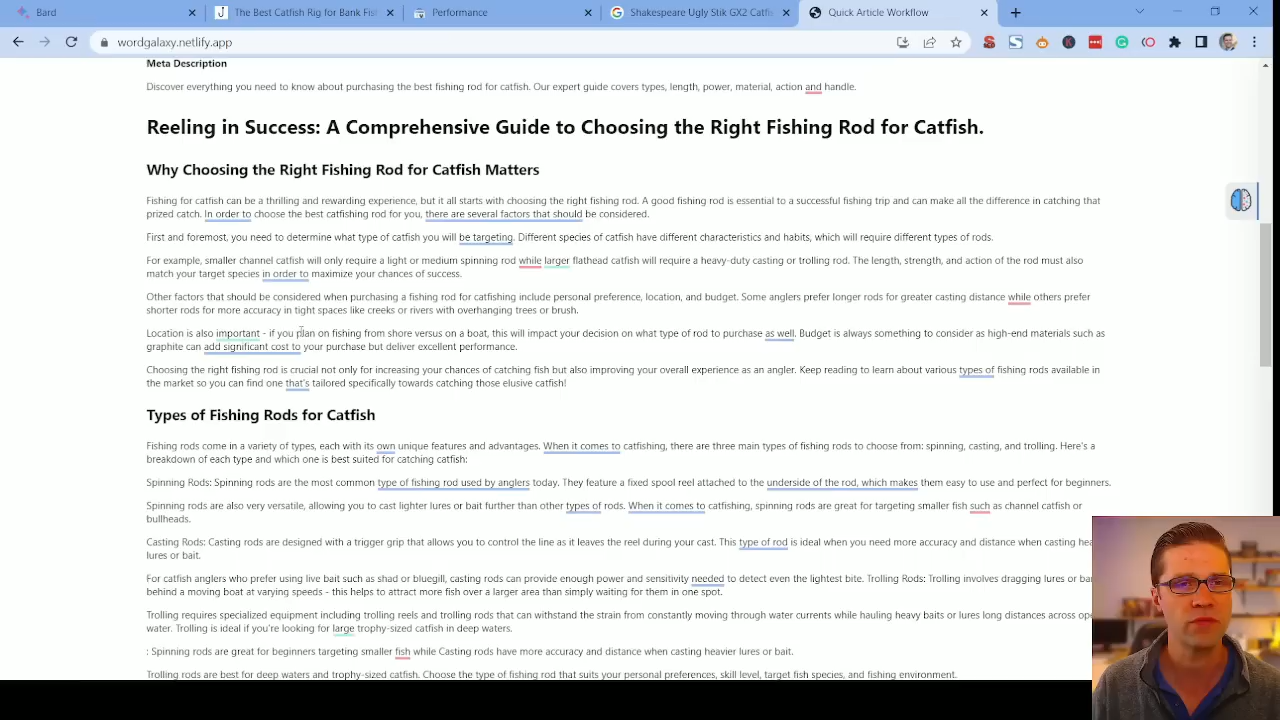 Bard
Best Fishing Rod For Catfish
Performance
Shakespeare Ugly Stik GX2 Catfi
Quick Article Workflow
wordgalaxy.netlify.app
Meta Description
Discover everything you need to know about purchasing the best fishing rod for catfish. Our expert guide covers types, length, power, material, action and handle.
Reeling in Success: A Comprehensive Guide to Choosing the Right Fishing Rod for Catfish.
Why Choosing the Right Fishing Rod for Catfish Matters
Fishing for catfish can be a thrilling and rewarding experience, but it all starts with choosing the right fishing rod. A good fishing rod is essential to a successful fishing trip and can make all the difference in catching that
prized catch. In order to choose the best catfishing rod for you, there are several factors that should be considered.
First and foremost, you need to determine what type of catfish you will be targeting. Different species of catfish have different characteristics and habits, which will require different types of rods.
For example, smaller channel catfish will only require a light or medium spinning rod while larger flathead catfish will require a heavy-duty casting or trolling rod. The length, strength, and action of the rod must also
match your target species in order to maximize your chances of success.
Other factors that should be considered when purchasing a fishing rod for catfishing include personal preference, location, and budget. Some anglers prefer longer rods for greater casting distance while others prefer
shorter rods for more accuracy in tight spaces like creeks or rivers with overhanging trees or brush.
Location is also important - if you plan on fishing from shore versus on a boat, this will impact your decision on what type of rod to purchase as well. Budget is always something to consider as high-end materials such as
graphite can add significant cost to your purchase but deliver excellent performance.
Choosing the right fishing rod is crucial not only for increasing your chances of catching fish but also improving your overall experience as an angler. Keep reading to learn about various types of fishing rods available in
the market so you can find one that's tailored specifically towards catching those elusive catfish!
Types of Fishing Rods for Catfish
Fishing rods come in a variety of types, each with its own unique features and advantages. When it comes to catfishing, there are three main types of fishing rods to choose from: spinning, casting, and trolling. Here's a
breakdown of each type and which one is best suited for catching catfish:
Spinning Rods: Spinning rods are the most common type of fishing rod used by anglers today. They feature a fixed spool reel attached to the underside of the rod, which makes them easy to use and perfect for beginners.
Spinning rods are also very versatile, allowing you to cast lighter lures or bait further than other types of rods. When it comes to catfishing, spinning rods are great for targeting smaller fish such as channel catfish or
bullheads.
Casting Rods: Casting rods are designed with a trigger grip that allows you to control the line as it leaves the reel during your cast. This type of rod is ideal when you need more accuracy and distance when casting hea
lures or bait.
For catfish anglers who prefer using live bait such as shad or bluegill, casting rods can provide enough power and sensitivity needed to detect even the lightest bite. Trolling Rods: Trolling involves dragging lures or ba
behind a moving boat at varying speeds - this helps to attract more fish over a larger area than simply waiting for them in one spot.
Trolling requires specialized equipment including trolling reels and trolling rods that can withstand the strain from constantly moving through water currents while hauling heavy baits or lures long distances across ope
water. Trolling is ideal if you're looking for large trophy-sized catfish in deep waters.
: Spinning rods are great for beginners targeting smaller fish while Casting rods have more accuracy and distance when casting heavier lures or bait.
Trolling rods are best for deep waters and trophy-sized catfish. Choose the type of fishing rod that suits your personal preferences, skill level, target fish species, and fishing environment.